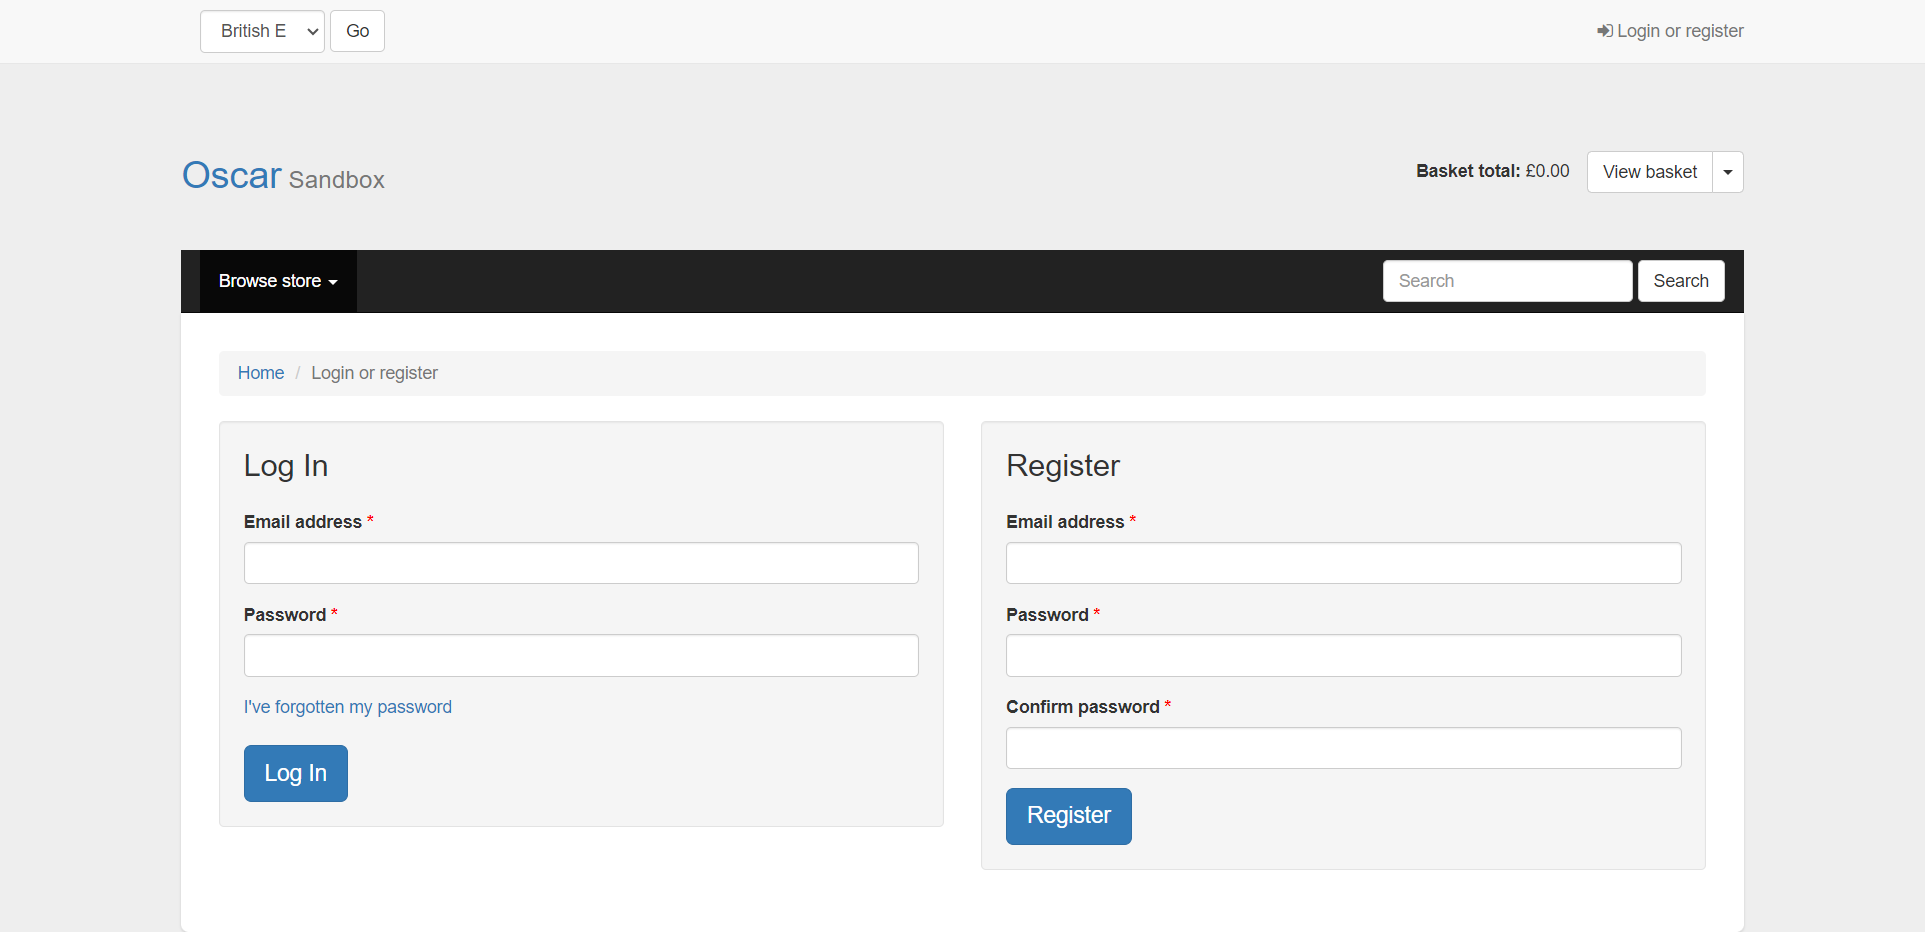 British E Go Login or register
Oscar Sandbox
Basket total: £0.00 View basket
Browse store Search Search
Home / Login or register
Log In
Email address *
Password *
I've forgotten my password
Log In
Register
Email address *
Password *
Confirm password *
Register